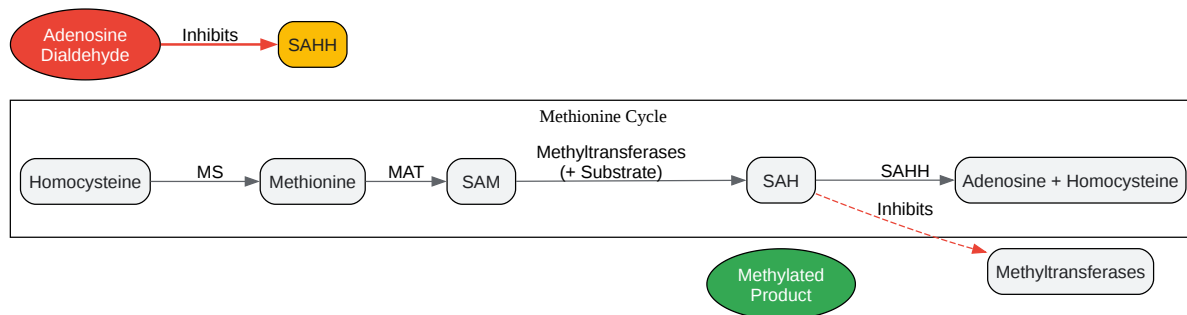 Adenosine
Dialdehyde
Inhibits
SAHH
Methionine Cycle
Homocysteine
MS
Methionine
MAT
SAM
Methyltransferases
(+ Substrate)
SAH
SAHH
Adenosine + Homocysteine
Inhibits
Methylated
Product
Methyltransferases